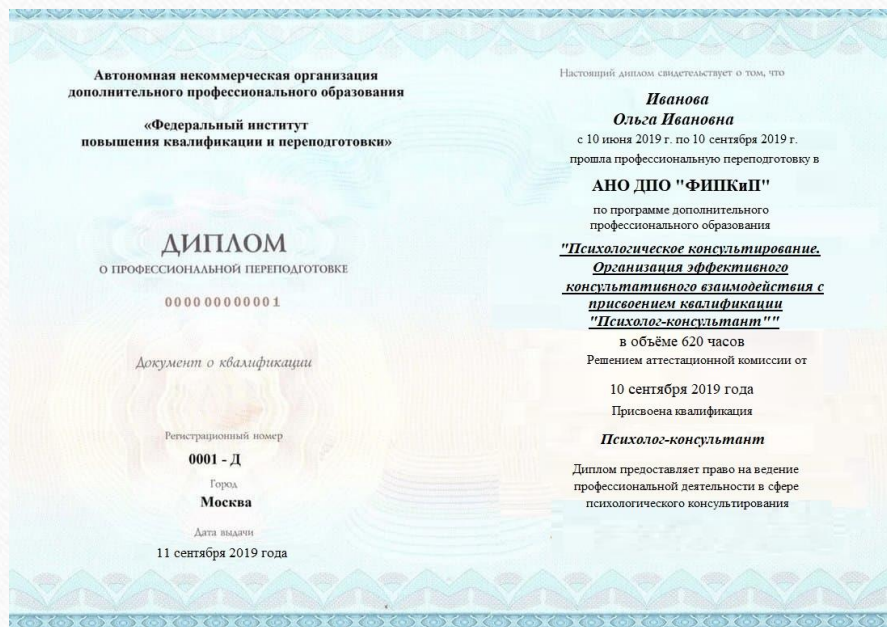 Автономная некоммерческая организация
дополнительного профессионального образования
«Федеральный институт
повышения квалификации и переподготовки»
ДИПЛОМ
О ПРОФЕССИОНАЛЬНОЙ ПЕРЕПОДГОТОВКЕ
000000000001
Документ о квалификации
Регистрационный номер
0001 - Д
Город
Москва
Дата выдачи
11 сентября 2019 года
Настоящий диплом свидетельствует о том, что
Иванова
Ольга Ивановна
с 10 июня 2019 г. по 10 сентября 2019 г.
прошла профессиональную переподготовку в
АНО ДПО "ФИПКиП"
по программе дополнительного
профессионального образования
"Психологическое консультирование.
Организация эффективного
консультативного взаимодействия с
присвоением квалификации
"Психолог-консультант""
в объёме 620 часов
Решением аттестационной комиссии от
10 сентября 2019 года
Присвоена квалификация
Психолог-консультант
Диплом предоставляет право на ведение
профессиональной деятельности в сфере
психологического консультирования